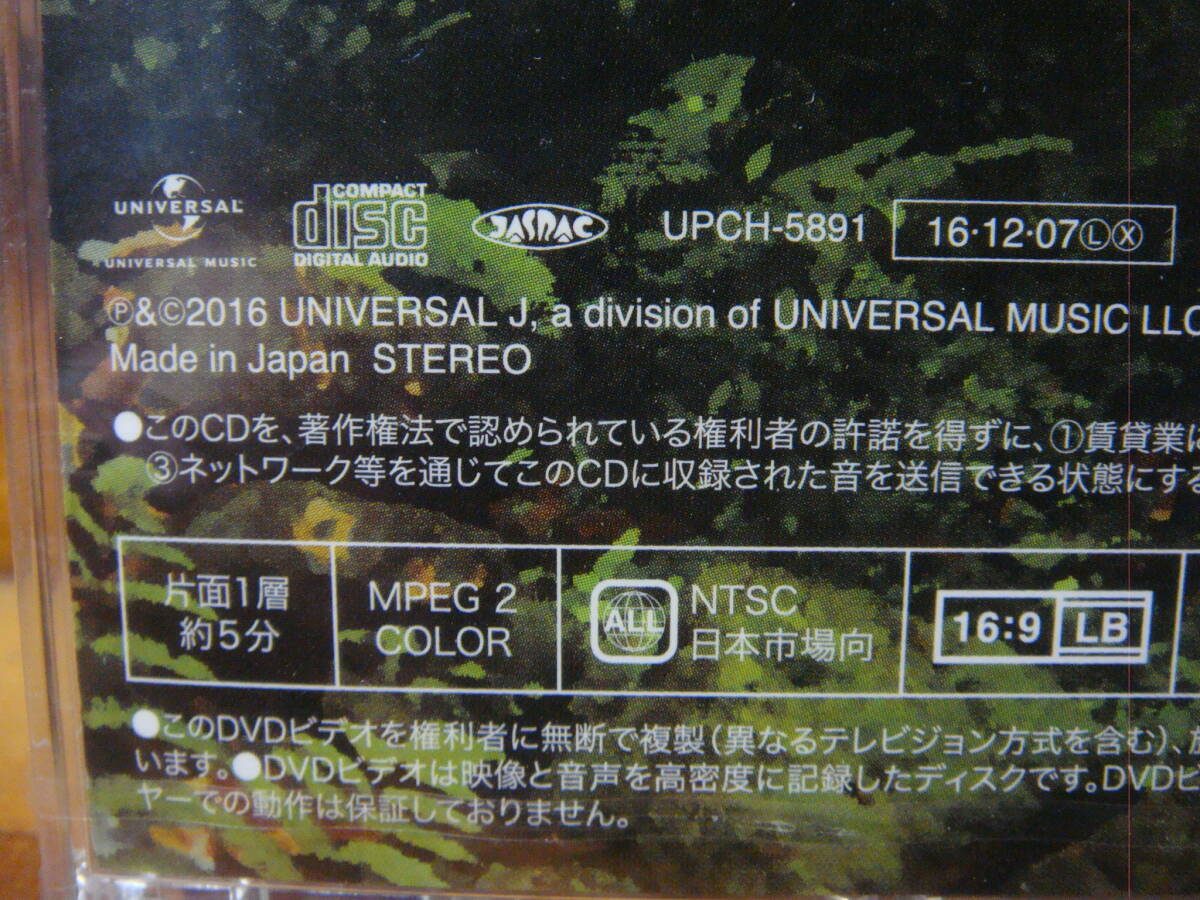 UNIVERSAL
UNIVERSAL MUSIC
COMPACT
disc
DIGITAL AUDIO
JASRAC
UPCH-5891
16·12·07ⓁⓍ
Ⓟ&©2016 UNIVERSAL J, a division of UNIVERSAL MUSIC LLC
Made in Japan STEREO
●このCDを、著作権法で認められている権利者の許諾を得ずに、①賃貸業に
③ネットワーク等を通じてこのCDに収録された音を送信できる状態にする
片面1層
約5分
MPEG 2
COLOR
ALL
NTSC
日本市場向
16:9 LB
●このDVDビデオを権利者に無断で複製(異なるテレビジョン方式を含む)、
います。●DVDビデオは映像と音声を高密度に記録したディスクです。DVDビ
ヤーでの動作は保証しておりません。